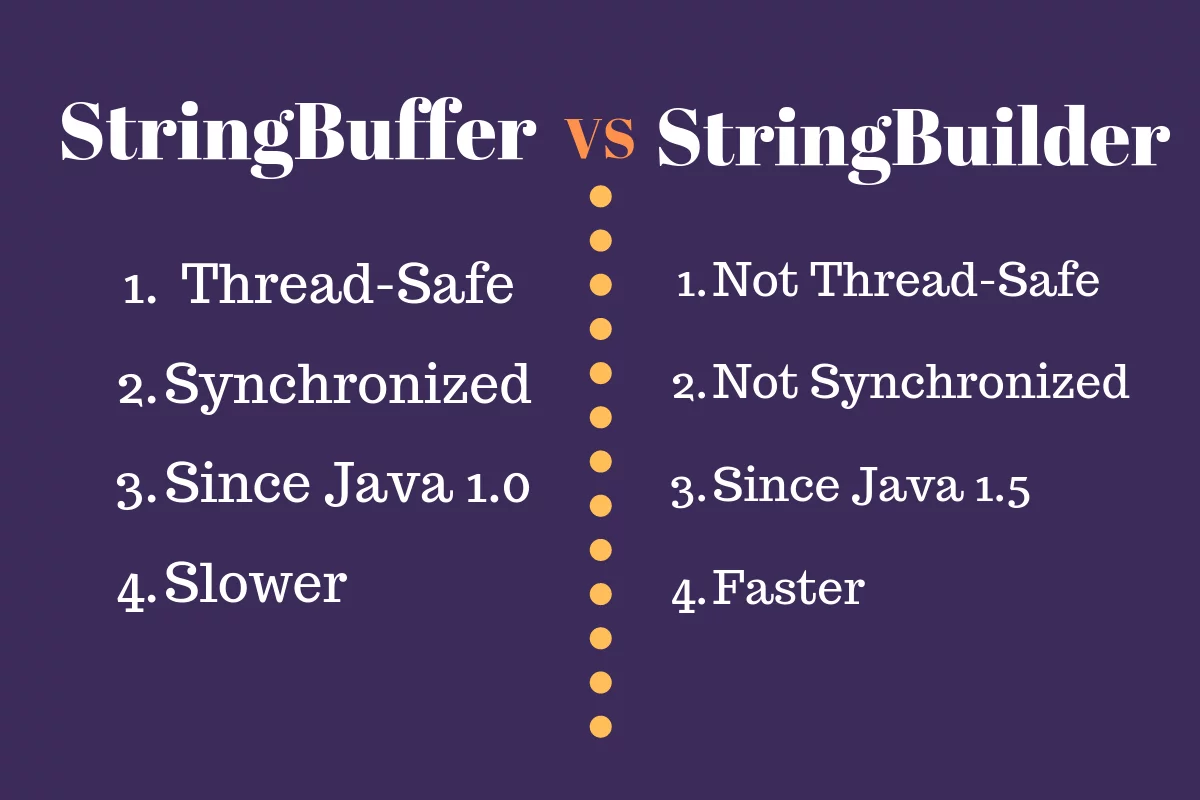 StringBuffer vs StringBuilder
1. Thread-Safe
2. Synchronized
3. Since Java 1.0
4. Slower
1. Not Thread-Safe
2. Not Synchronized
3. Since Java 1.5
4. Faster